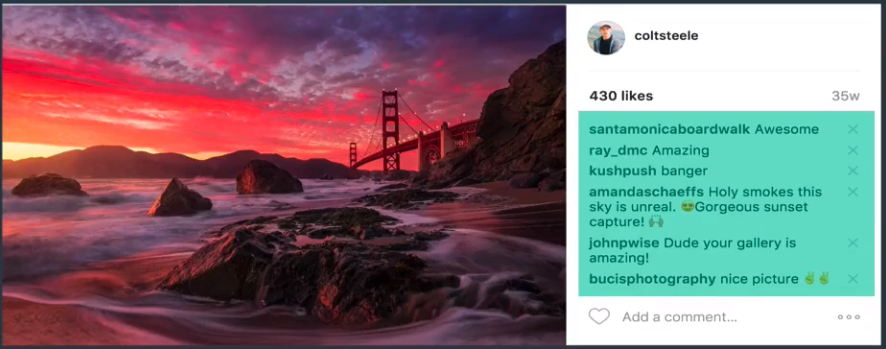 coltsteele
430 likes 35w
santamonicaboardwalk Awesome
ray_dmc Amazing
kushpush banger
amandaschaeffs Holy smokes this
sky is unreal. 😎Gorgeous sunset
capture! 🙌
johnpwise Dude your gallery is
amazing!
bucisphotography nice picture ✌️✌️
Add a comment...